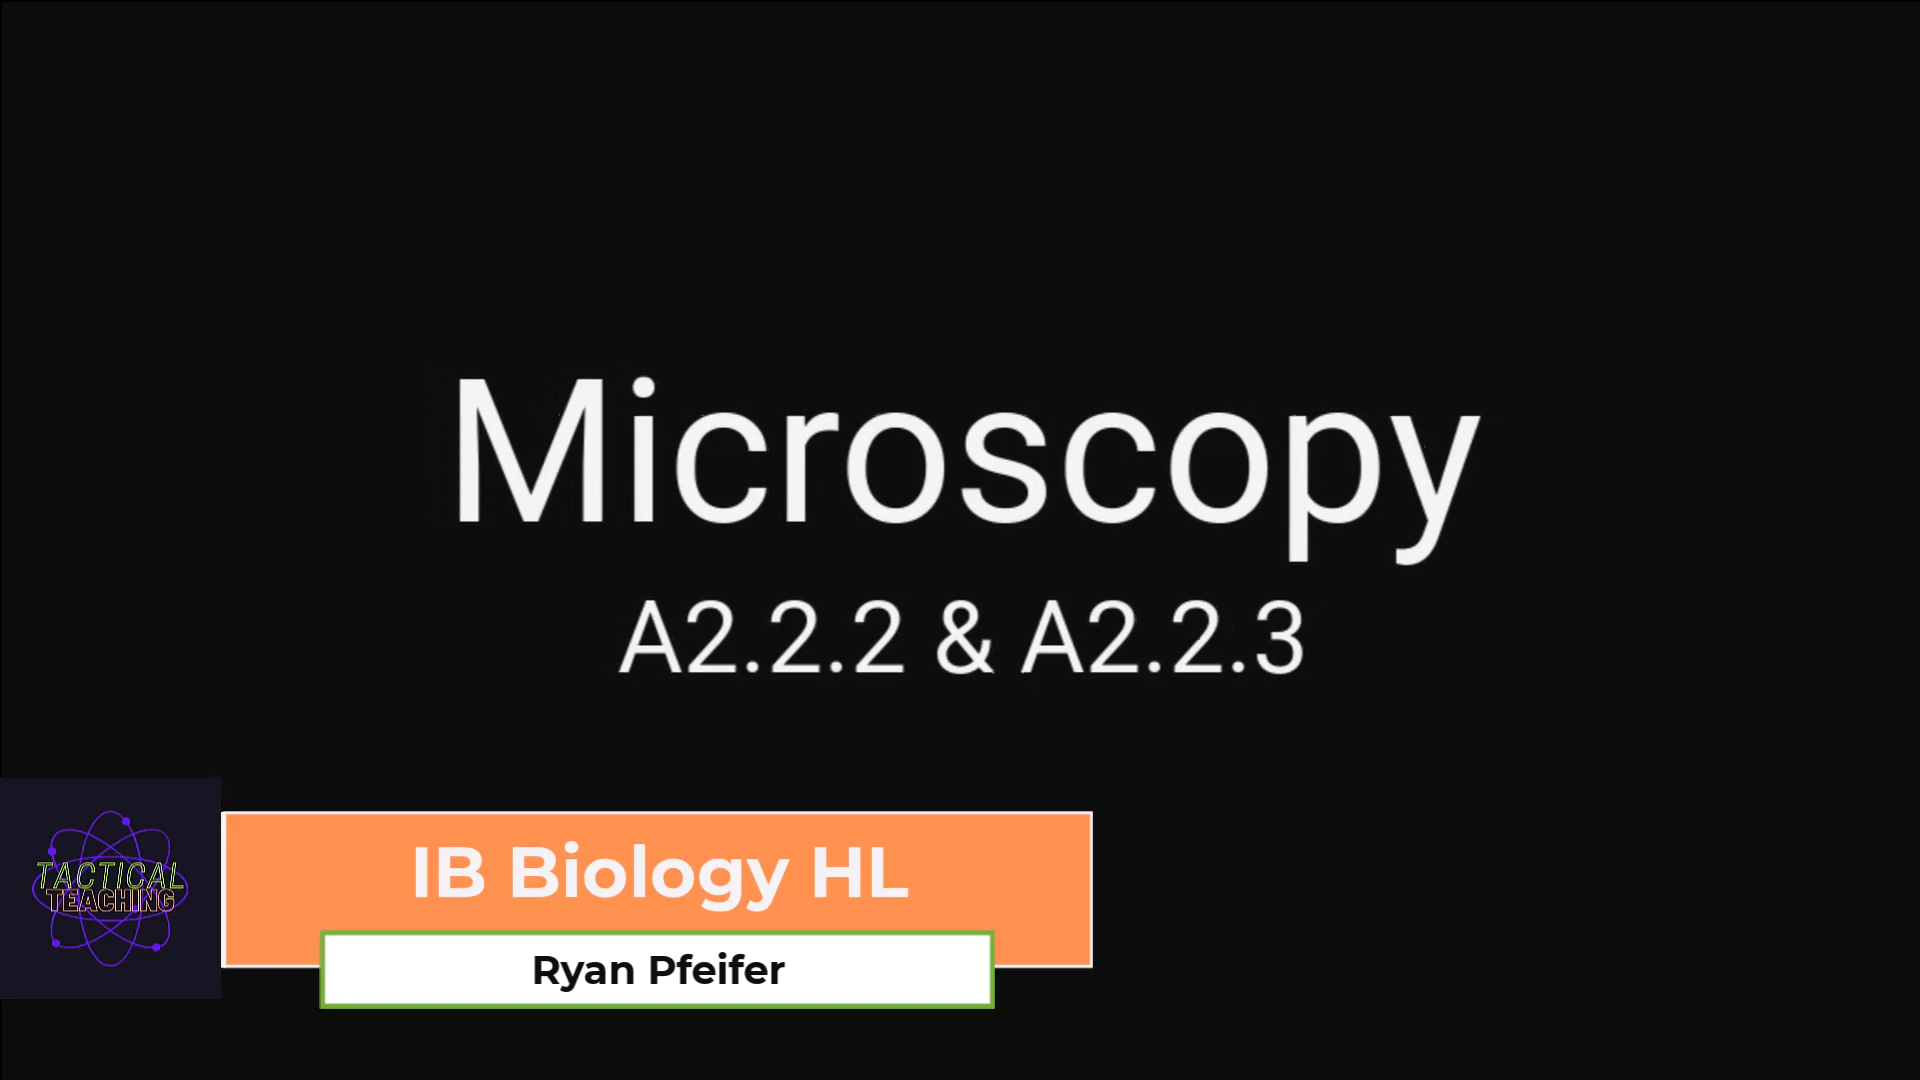 Microscopy
A2.2.2 & A2.2.3
TACTICAL
TEACHING
IB Biology HL
Ryan Pfeifer